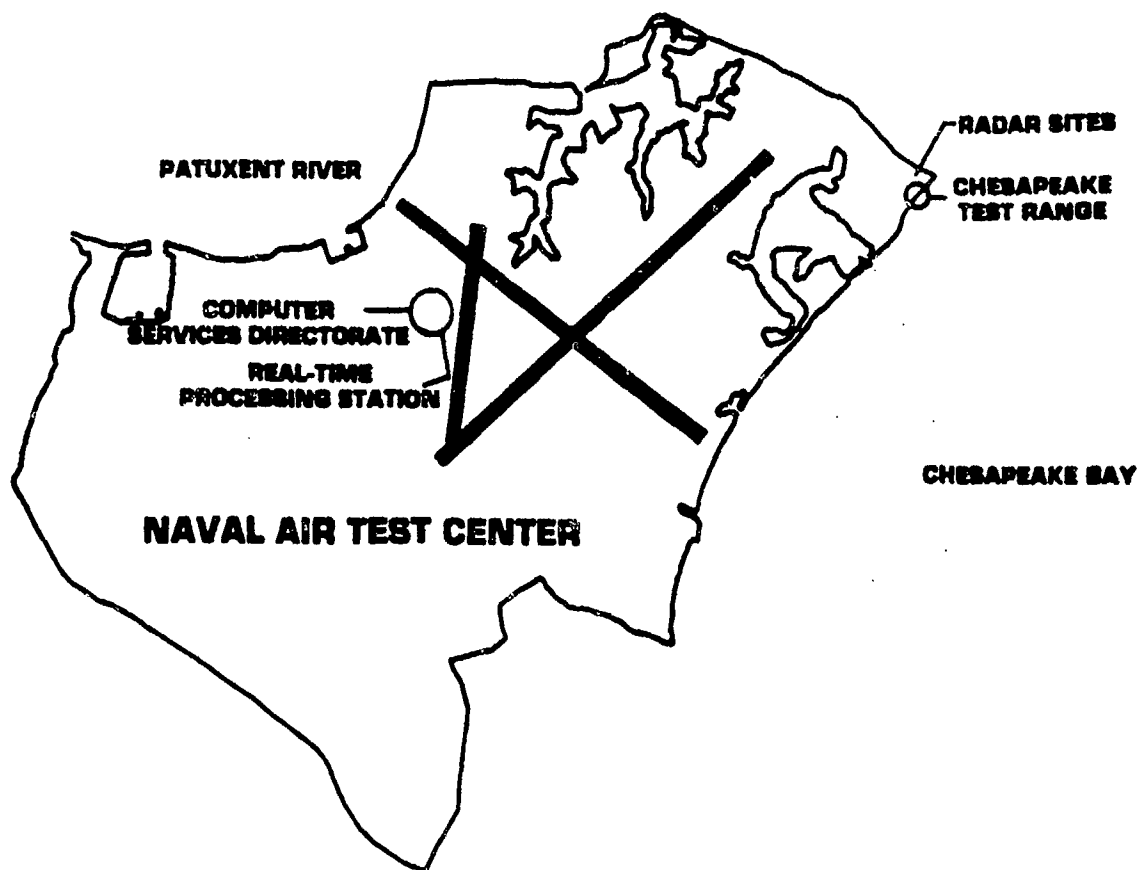 RADAR SITES
PATUXENT RIVER
CHESAPEAKE
TEST RANGE
COMPUTER
SERVICES DIRECTORATE
REAL-TIME
PROCESSING STATION
CHESAPEAKE BAY
NAVAL AIR TEST CENTER